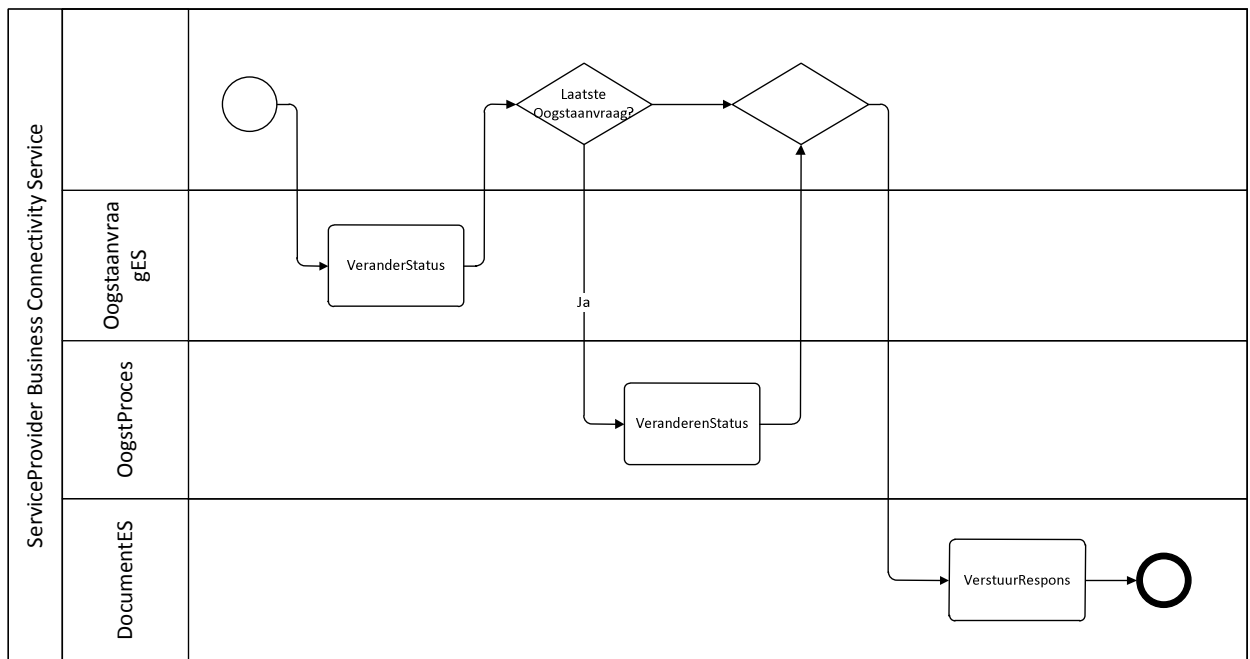 ServiceProvider Business Connectivity Service
Laatste
Oogstaanvraag?
Oogstaanvraa
gES
VeranderStatus
Ja
OogstProces
VeranderenStatus
DocumentES
VerstuurRespons